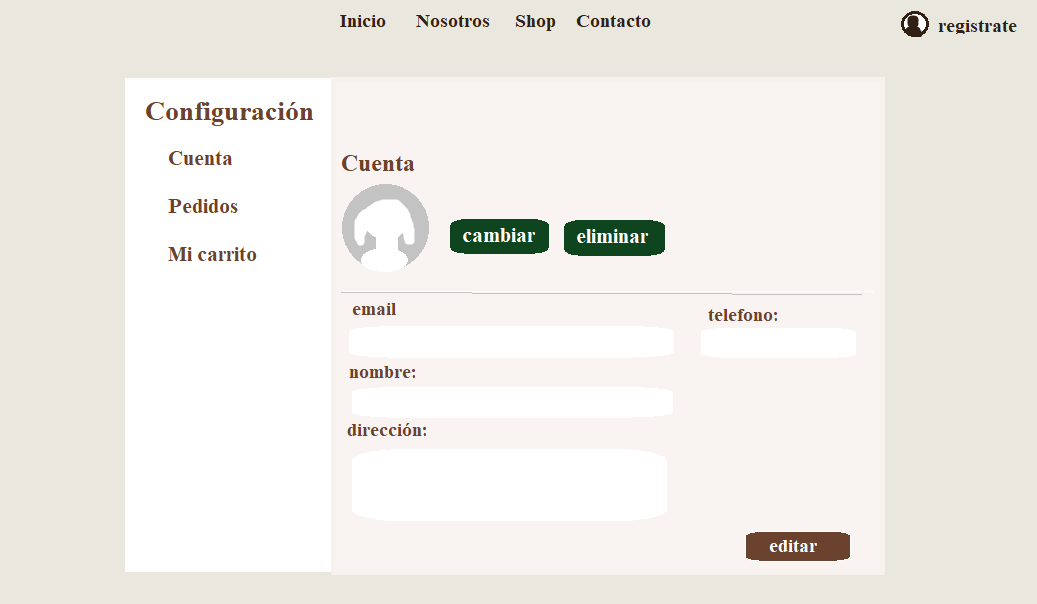 Inicio Nosotros Shop Contacto registrate
Configuración
Cuenta
Pedidos
Mi carrito
Cuenta
cambiar eliminar
email telefono:
nombre:
dirección:
editar